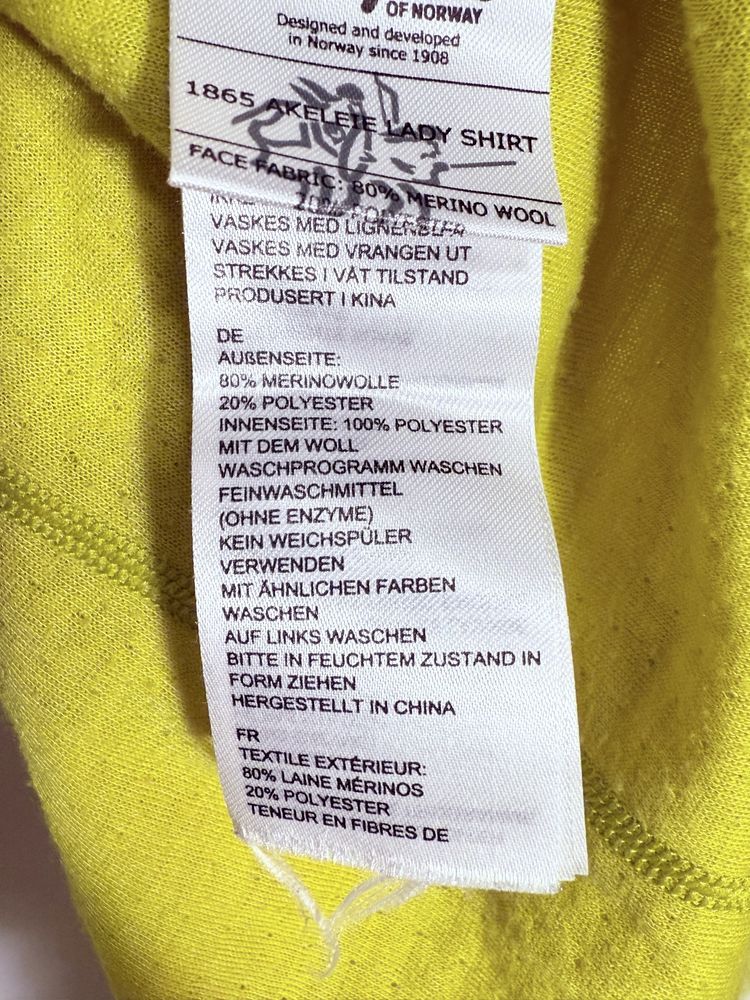 OF NORWAY
Designed and developed
in Norway since 1908
1865 AKELEIE LADY SHIRT
FACE FABRIC: 80% MERINO WOOL
20% POLYESTER
VASKES MED
VASKES MED VRANGEN UT
STREKKES I VÅT TILSTAND
PRODUSERT I KINA
DE
AUßENSEITE:
80% MERINOWOLLE
20% POLYESTER
INNENSEITE: 100% POLYESTER
MIT DEM WOLL
WASCHPROGRAMM WASCHEN
FEINWASCHMITTEL
(OHNE ENZYME)
KEIN WEICHSPÜLER
VERWENDEN
MIT ÄHNLICHEN FARBEN
WASCHEN
AUF LINKS WASCHEN
BITTE IN FEUCHTEM ZUSTAND IN
FORM ZIEHEN
HERGESTELLT IN CHINA
FR
TEXTILE EXTÉRIEUR:
80% LAINE MÉRINOS
20% POLYESTER
TENEUR EN FIBRES DE